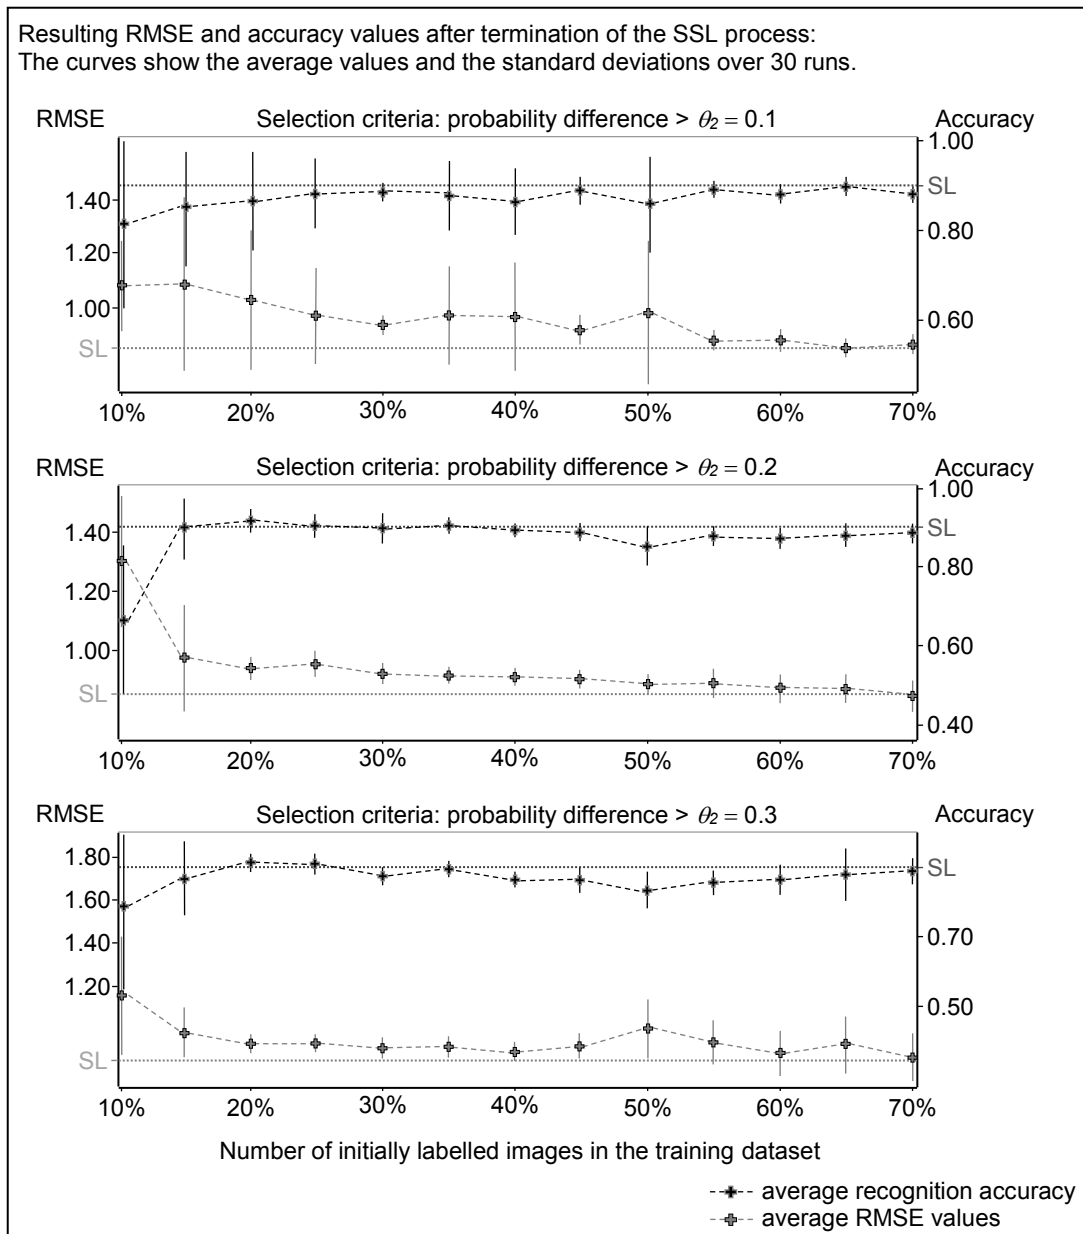 Resulting RMSE and accuracy values after termination of the SSL process:
The curves show the average values and the standard deviations over 30 runs.
RMSE Selection criteria: probability difference > θ2 = 0.1 Accuracy
1.00
SL
1.40
0.80
1.20
1.00
0.60
SL
10% 20% 30% 40% 50% 60% 70%
RMSE Selection criteria: probability difference > θ2 = 0.2 Accuracy
1.00
SL
1.40
0.80
1.20
0.60
1.00
SL
0.40
10% 20% 30% 40% 50% 60% 70%
RMSE Selection criteria: probability difference > θ2 = 0.3 Accuracy
1.80
SL
1.60
0.70
1.40
1.20
0.50
SL
10% 20% 30% 40% 50% 60% 70%
Number of initially labelled images in the training dataset
average recognition accuracy
average RMSE values